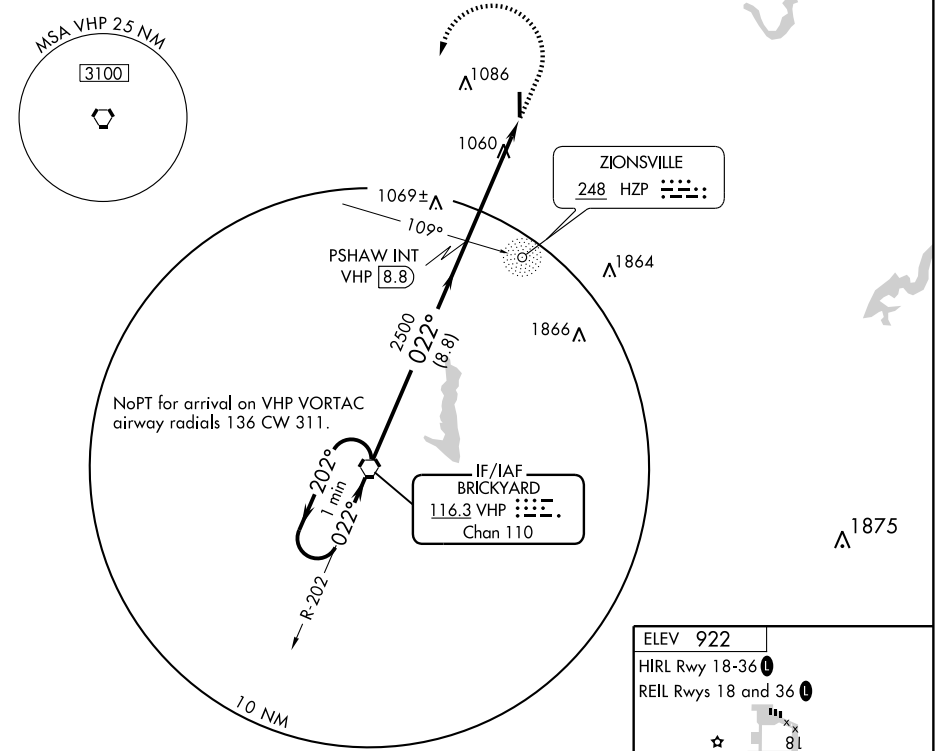 MSA VHP 25 NM
3100
1086
1060
ZIONSVILLE
248 HZP
1069±
109°
PSHAW INT
VHP 8.8
1864
1866
2500
022°
(8.8)
NoPT for arrival on VHP VORTAC
airway radials 136 CW 311.
202°
1 min
022°
IF/IAF
BRICKYARD
116.3 VHP
Chan 110
1875
R-202
10 NM
ELEV 922
HIRL Rwy 18-36 L
REIL Rwys 18 and 36 L
18